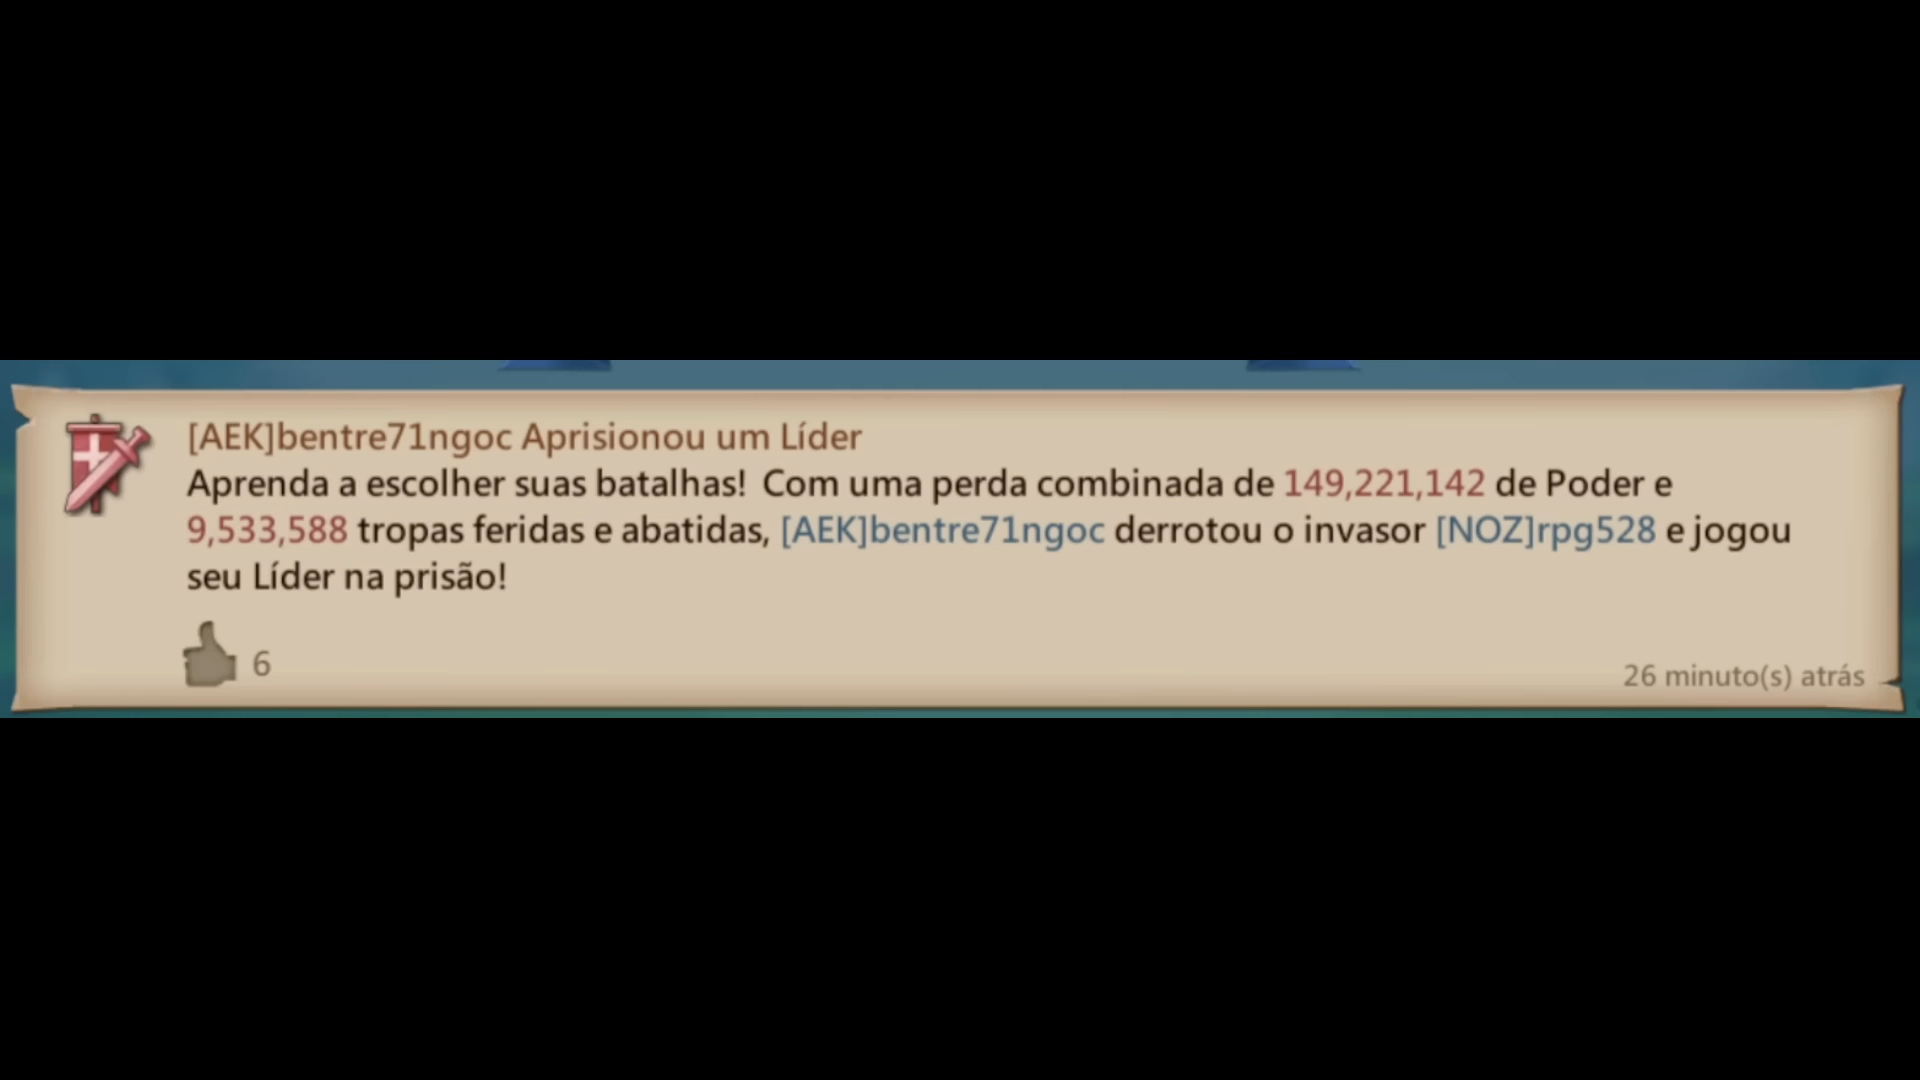 [AEK]bentre71ngoc Aprisionou um Líder
Aprenda a escolher suas batalhas! Com uma perda combinada de 149,221,142 de Poder e
9,533,588 tropas feridas e abatidas, [AEK]bentre71ngoc derrotou o invasor [NOZ]rpg528 e jogou
seu Líder na prisão!
6
26 minuto(s) atrás